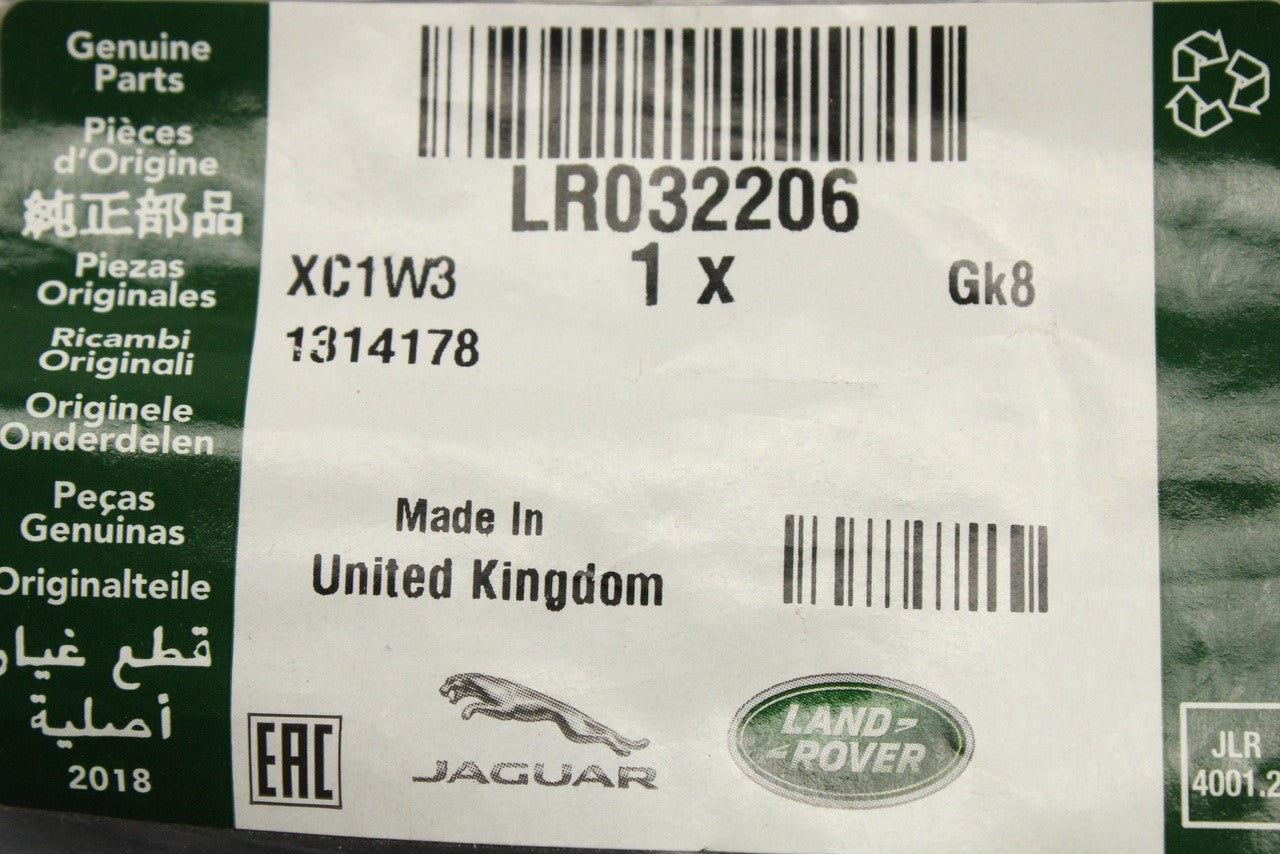 Genuine
Parts
Pièces
d'Origine
純正部品
Piezas
Originales
Ricambi
Originali
Originele
Onderdelen
Peças
Genuinas
Originalteile
قطع غيار
أصلية
2018
LR032206
XC1W3
1 x
Gk8
1314178
Made In
United Kingdom
EAC
JAGUAR
LAND
ROVER
JLR
4001.2